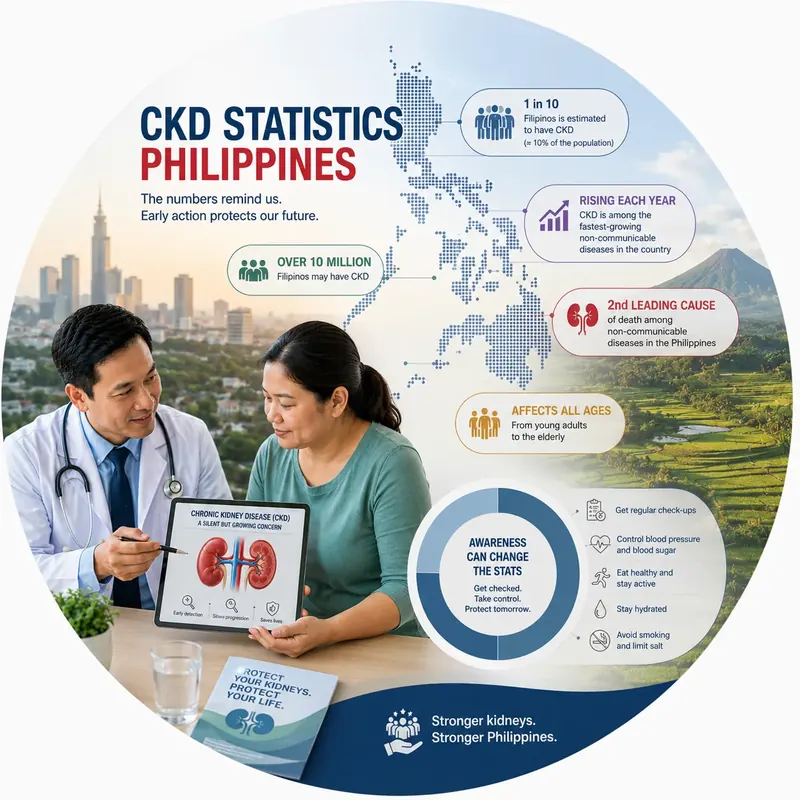 CKD STATISTICS
PHILIPPINES
The numbers remind us.
Early action protects our future.
1 in 10
Filipinos is estimated
to have CKD
(≈ 10% of the population)
RISING EACH YEAR
CKD is among the
fastest-growing
non-communicable
diseases in the country
OVER 10 MILLION
Filipinos may have CKD
2nd LEADING CAUSE
of death among
non-communicable
diseases in the Philippines
AFFECTS ALL AGES
From young adults
to the elderly
CHRONIC KIDNEY DISEASE (CKD)
A SILENT BUT GROWING CONCERN
Early detection
Slows progression
Saves lives
AWARENESS
CAN CHANGE
THE STATS
Get checked.
Take control.
Protect tomorrow.
Get regular check-ups
Control blood pressure
and blood sugar
Eat healthy and
stay active
Stay hydrated
Avoid smoking
and limit salt
PROTECT
YOUR KIDNEYS.
PROTECT
YOUR LIFE.
Stronger kidneys.
Stronger Philippines.